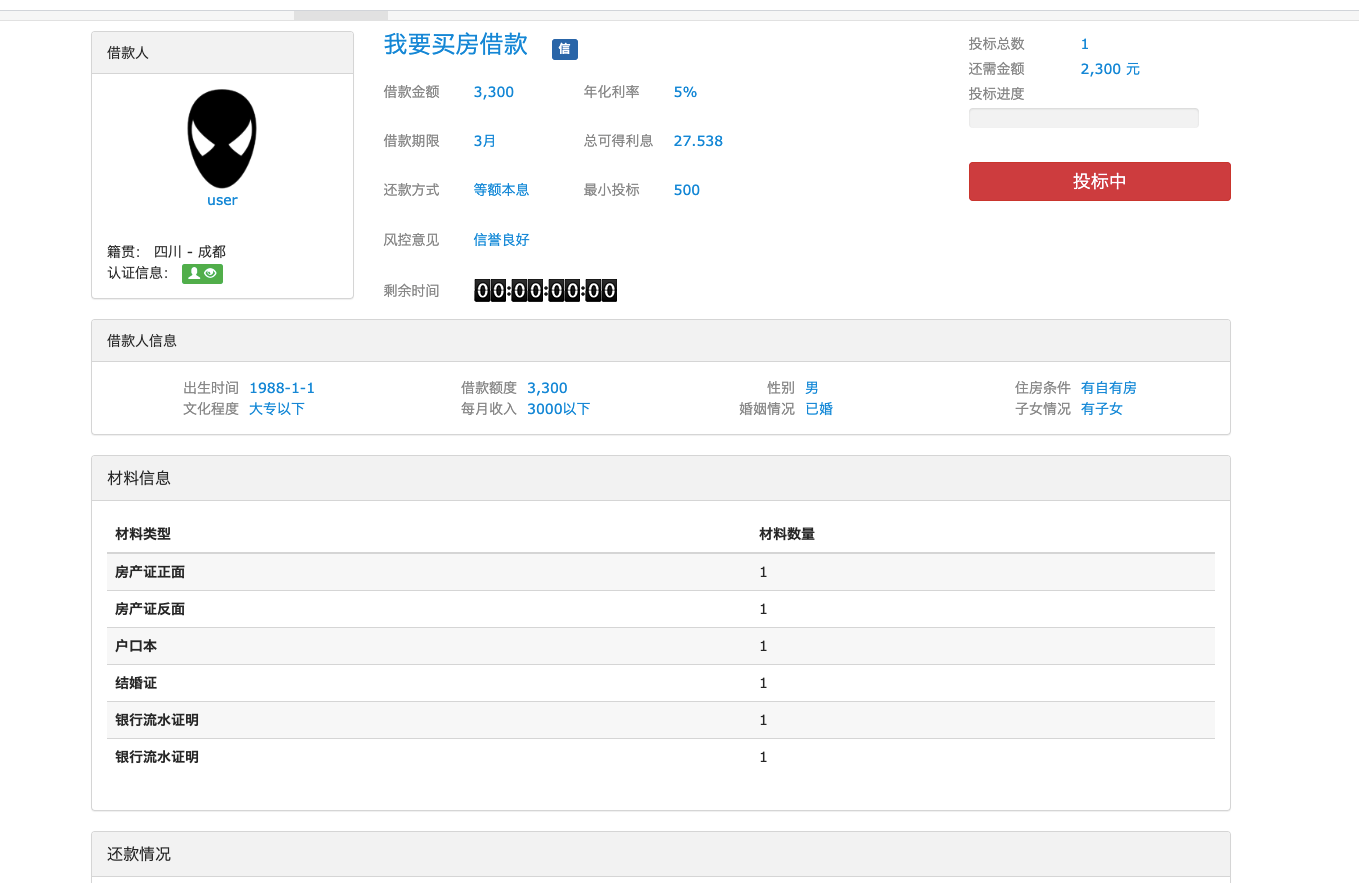 借款人
user
籍贯： 四川 - 成都
认证信息：
我要买房借款 信
借款金额 3,300 年化利率 5%
借款期限 3月 总可得利息 27.538
还款方式 等额本息 最小投标 500
风控意见 信誉良好
剩余时间 00:00:00:00
投标总数 1
还需金额 2,300 元
投标进度
投标中
借款人信息
出生时间 1988-1-1 借款额度 3,300 性别 男 住房条件 有自有房
文化程度 大专以下 每月收入 3000以下 婚姻情况 已婚 子女情况 有子女
材料信息
材料类型 材料数量
房产证正面 1
房产证反面 1
户口本 1
结婚证 1
银行流水证明 1
银行流水证明 1
还款情况